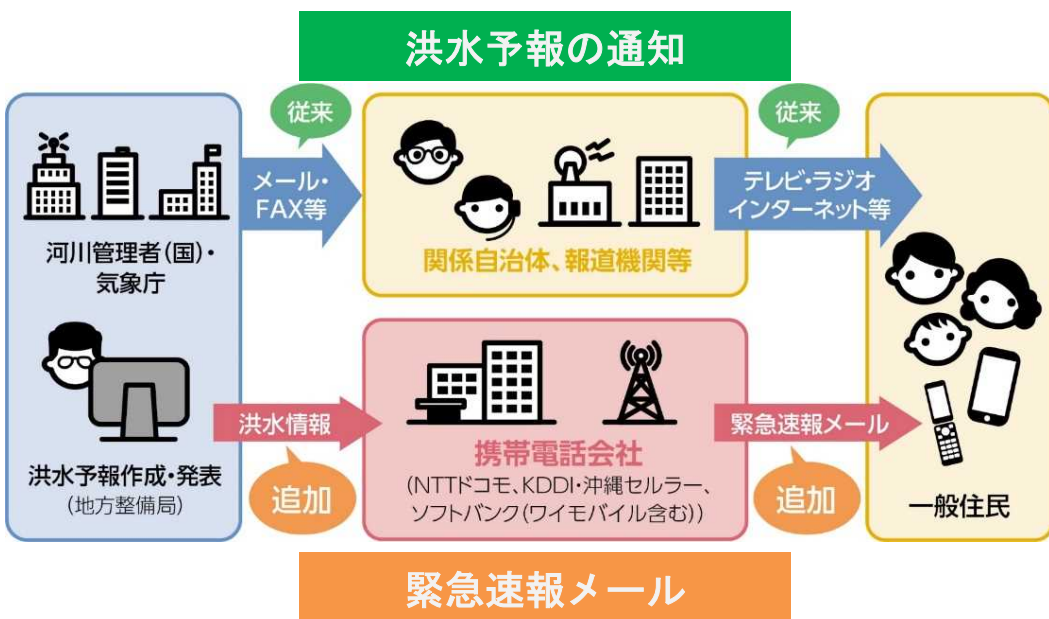 洪水予報の通知
従来
従来
メール・
FAX等
テレビ・ラジオ
インターネット等
河川管理者(国)・
気象庁
関係自治体、報道機関等
洪水情報
緊急速報メール
携帯電話会社
(NTTドコモ、KDDI・沖縄セルラー、
ソフトバンク(ワイモバイル含む))
洪水予報作成・発表
(地方整備局)
追加
追加
一般住民
緊急速報メール